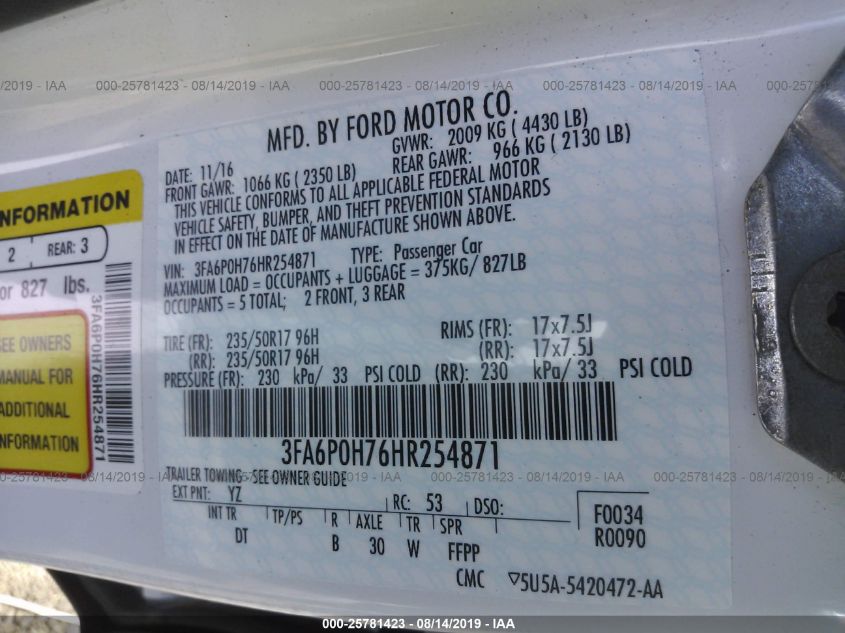 000-25781423 - 08/14/2019 - IAA
MFD. BY FORD MOTOR CO.
DATE: 11/16 GVWR: 2009 KG ( 4430 LB)
FRONT GAWR: 1066 KG ( 2350 LB) REAR GAWR: 966 KG ( 2130 LB)
THIS VEHICLE CONFORMS TO ALL APPLICABLE FEDERAL MOTOR
VEHICLE SAFETY, BUMPER, AND THEFT PREVENTION STANDARDS
IN EFFECT ON THE DATE OF MANUFACTURE SHOWN ABOVE.
VIN: 3FA6P0H76HR254871 TYPE: Passenger Car
MAXIMUM LOAD = OCCUPANTS + LUGGAGE = 375KG/ 827LB
OCCUPANTS = 5 TOTAL; 2 FRONT, 3 REAR
TIRE (FR): 235/50R17 96H RIMS (FR): 17x7.5J
(RR): 235/50R17 96H (RR): 17x7.5J
PRESSURE (FR): 230 kPa/ 33 PSI COLD (RR): 230 kPa/ 33 PSI COLD
3FA6P0H76HR254871
TRAILER TOWING - SEE OWNER GUIDE
EXT PNT: YZ RC: 53 DSO:
INT TR TP/PS R AXLE TR SPR F0034
DT B 30 W FFPP R0090
CMC 5U5A-5420472-AA
INFORMATION
2 REAR: 3
or 827 lbs.
SEE OWNERS
MANUAL FOR
ADDITIONAL
INFORMATION
3FA6P0H76HR254871
000-25781423 - 08/14/2019 - IAA